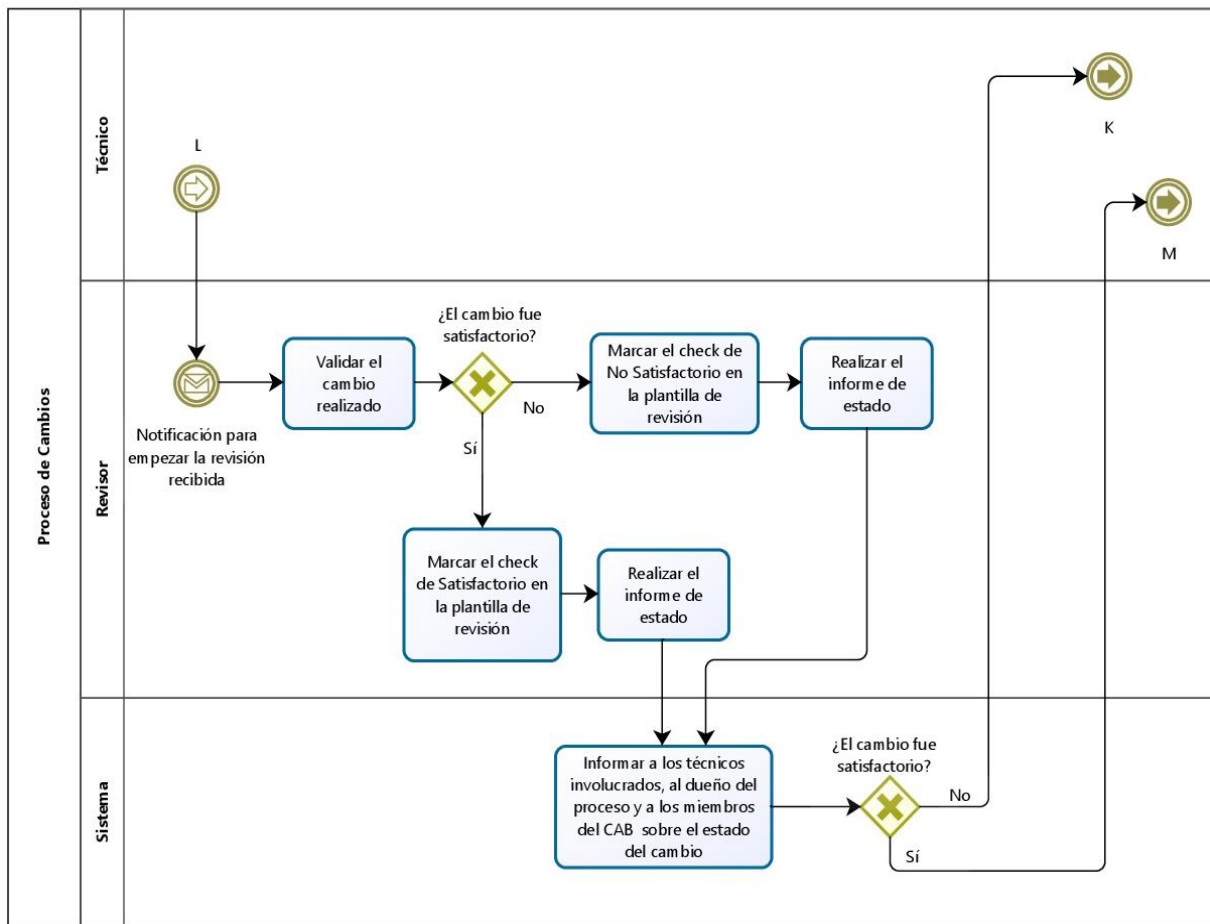 Proceso de Cambios
Técnico
L
K
M
Revisor
Notificación para
empezar la revisión
recibida
Validar el
cambio
realizado
¿El cambio fue
satisfactorio?
No
Sí
Marcar el check de
No Satisfactorio en
la plantilla de
revisión
Realizar el
informe de
estado
Marcar el check
de Satisfactorio en
la plantilla de
revisión
Realizar el
informe de
estado
Sistema
Informar a los técnicos
involucrados, al dueño del
proceso y a los miembros
del CAB sobre el estado
del cambio
¿El cambio fue
satisfactorio?
No
Sí